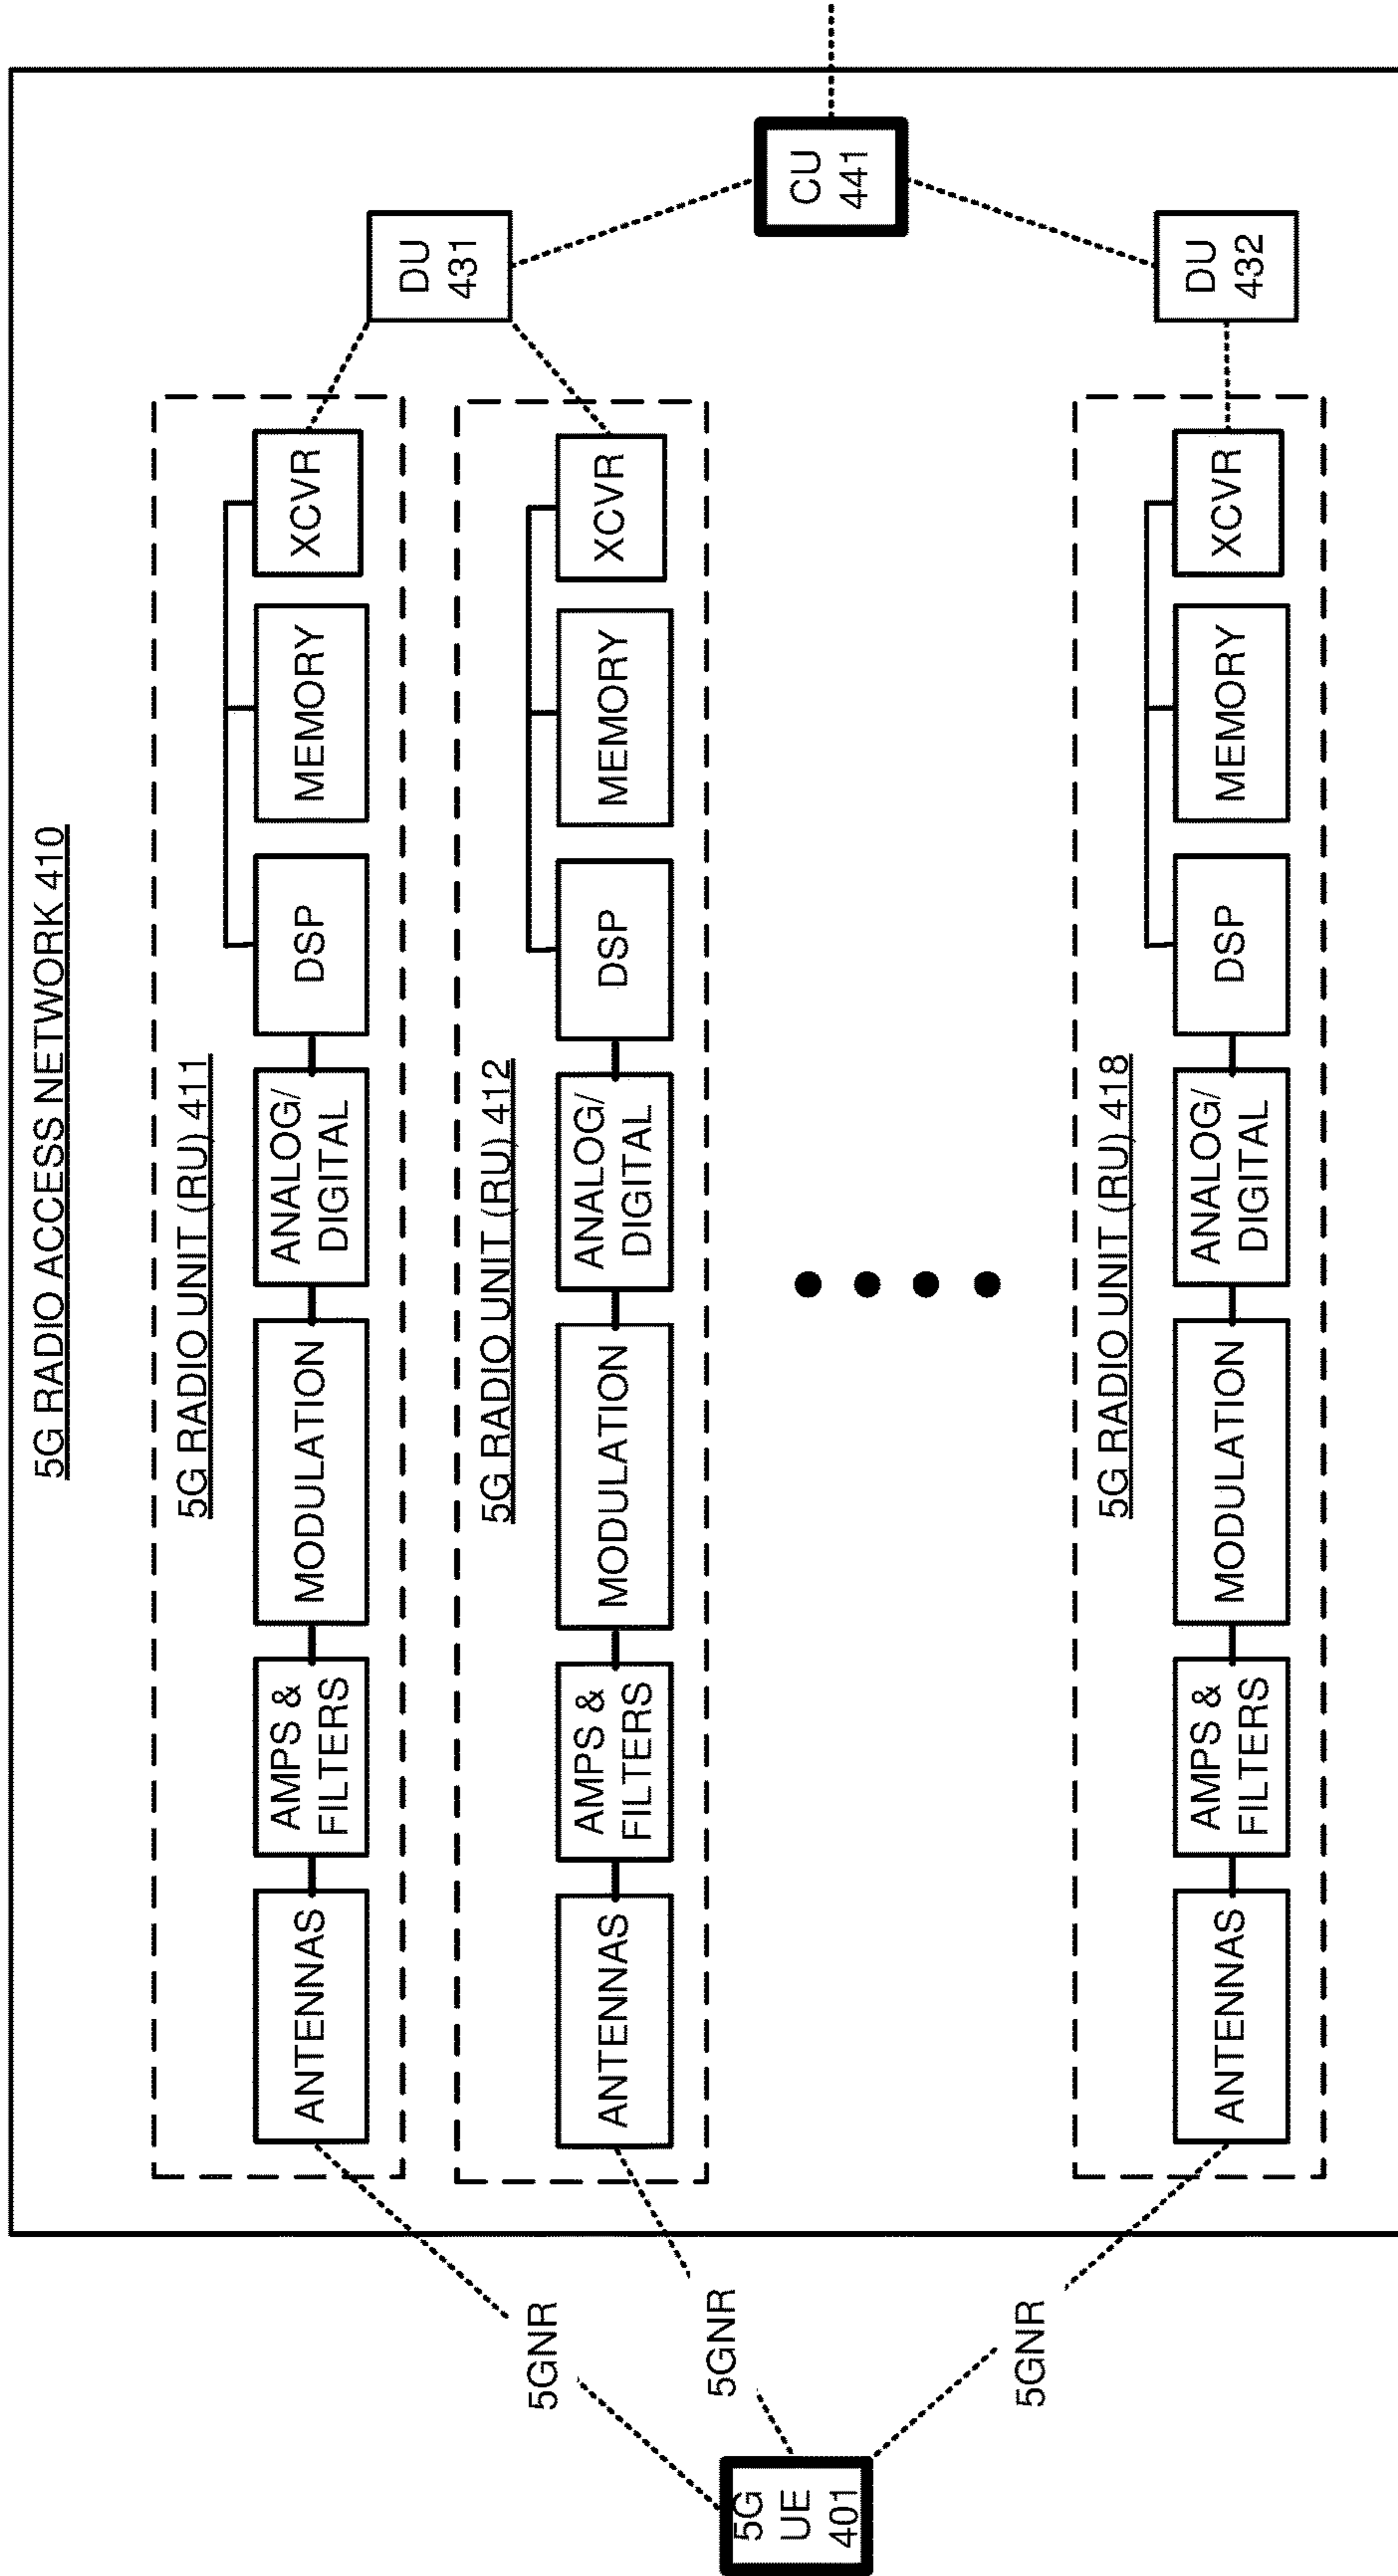 5G RADIO ACCESS NETWORK 410
5G RADIO UNIT (RU) 411
ANTENNAS
AMPS &
FILTERS
MODULATION
ANALOG/
DIGITAL
DSP
MEMORY
XCVR
5G RADIO UNIT (RU) 412
ANTENNAS
AMPS &
FILTERS
MODULATION
ANALOG/
DIGITAL
DSP
MEMORY
XCVR
5G RADIO UNIT (RU) 418
ANTENNAS
AMPS &
FILTERS
MODULATION
ANALOG/
DIGITAL
DSP
MEMORY
XCVR
5GNR
5GNR
5GNR
5G
UE
401
DU
431
CU
441
DU
432